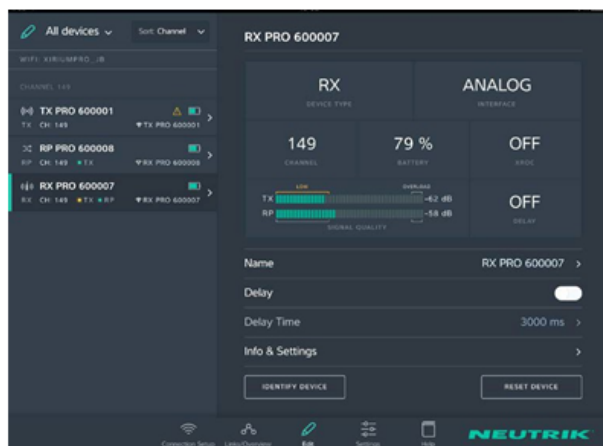 All devices
Sort: Channel
WIFI: XIRIUMPRO_JB
CHANNEL 149
TX PRO 600001
TX CH: 149 TX PRO 600001
RP PRO 600008
RP CH: 149 TX RX PRO 600008
RX PRO 600007
RX CH: 149 TX RP RX PRO 600007
RX PRO 600007
RX
DEVICE TYPE
ANALOG
INTERFACE
149
CHANNEL
79 %
BATTERY
OFF
XROC
LOW OVERLOAD
TX -62 dB
RP -58 dB
SIGNAL QUALITY
OFF
DELAY
Name RX PRO 600007
Delay
Delay Time 3000 ms
Info & Settings
IDENTIFY DEVICE RESET DEVICE
Connection Setup Links/Overview Edit Settings Help
NEUTRIK